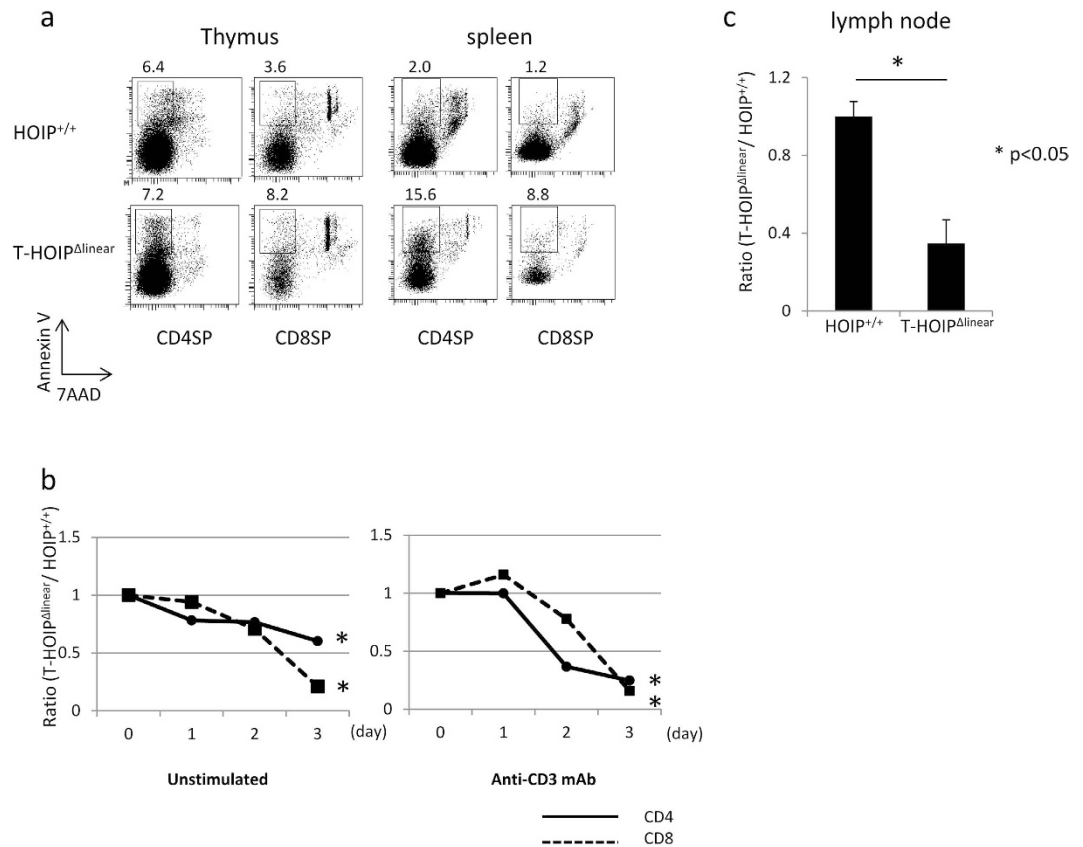 a
Thymus
spleen
6.4
3.6
2.0
1.2
HOIP+/+
7.2
8.2
15.6
8.8
T-HOIPΔlinear
CD4SP
CD8SP
CD4SP
CD8SP
Annexin V
7AAD
c
lymph node
Ratio (T-HOIPΔlinear/ HOIP+/+)
1.2
0.8
0.4
0
*
* p<0.05
HOIP+/+
T-HOIPΔlinear
b
Ratio (T-HOIPΔlinear/ HOIP+/+)
1.5
1
0.5
0
*
*
0 1 2 3 (day)
Unstimulated
1.5
1
0.5
0
*
*
0 1 2 3 (day)
Anti-CD3 mAb
CD4
CD8